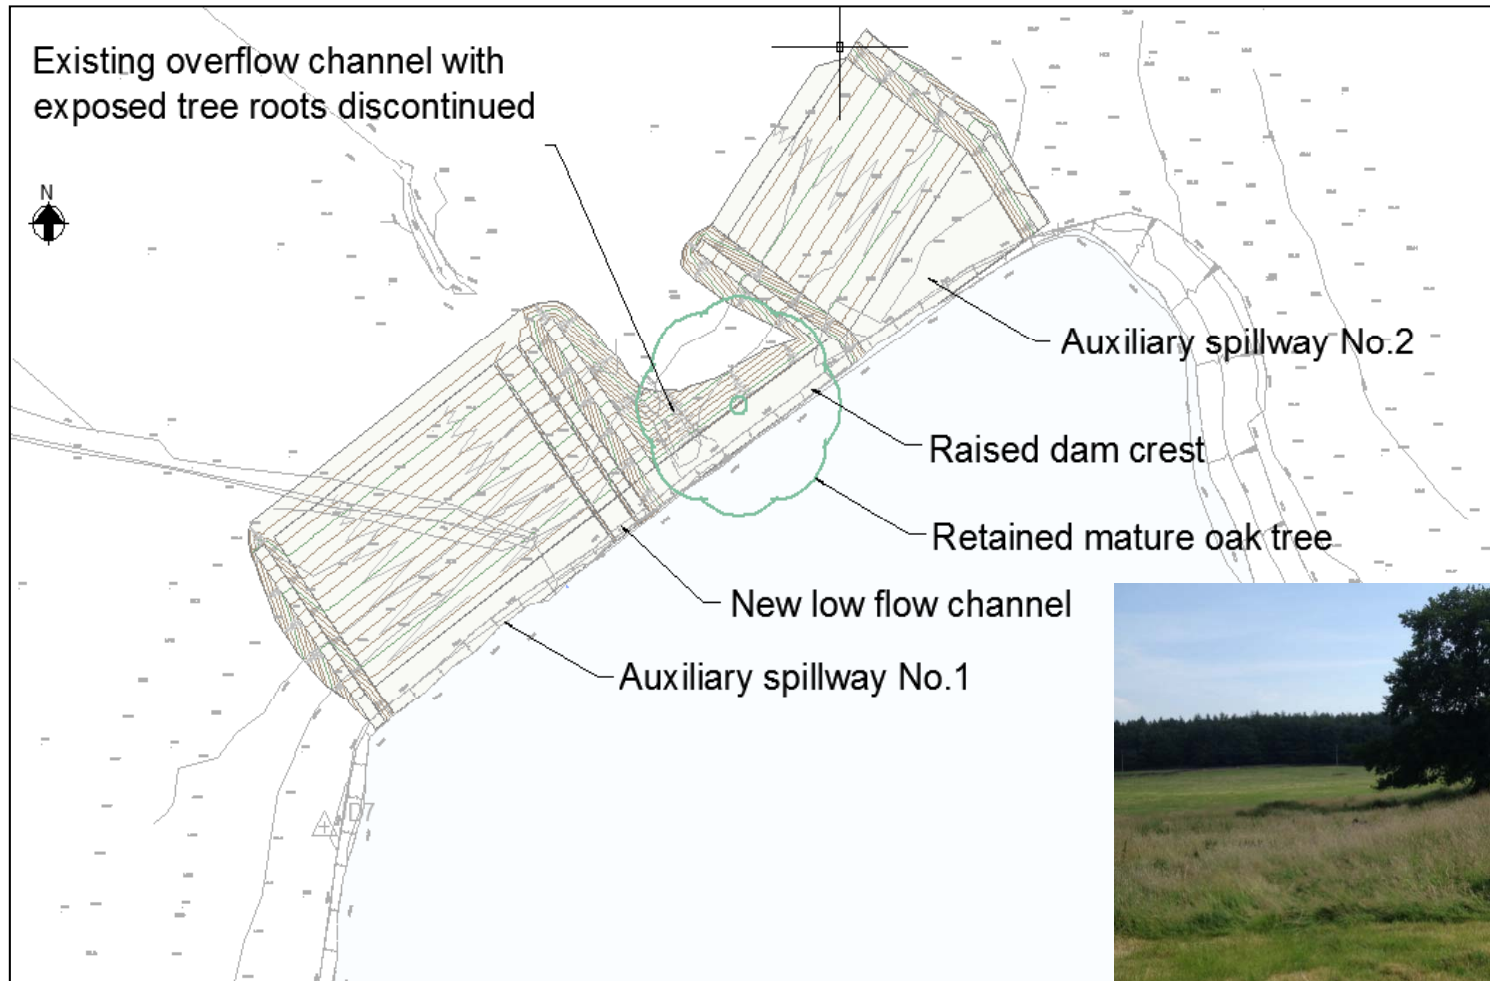 Existing overflow channel with
exposed tree roots discontinued
N
Auxiliary spillway No.2
Raised dam crest
Retained mature oak tree
New low flow channel
Auxiliary spillway No.1
D7